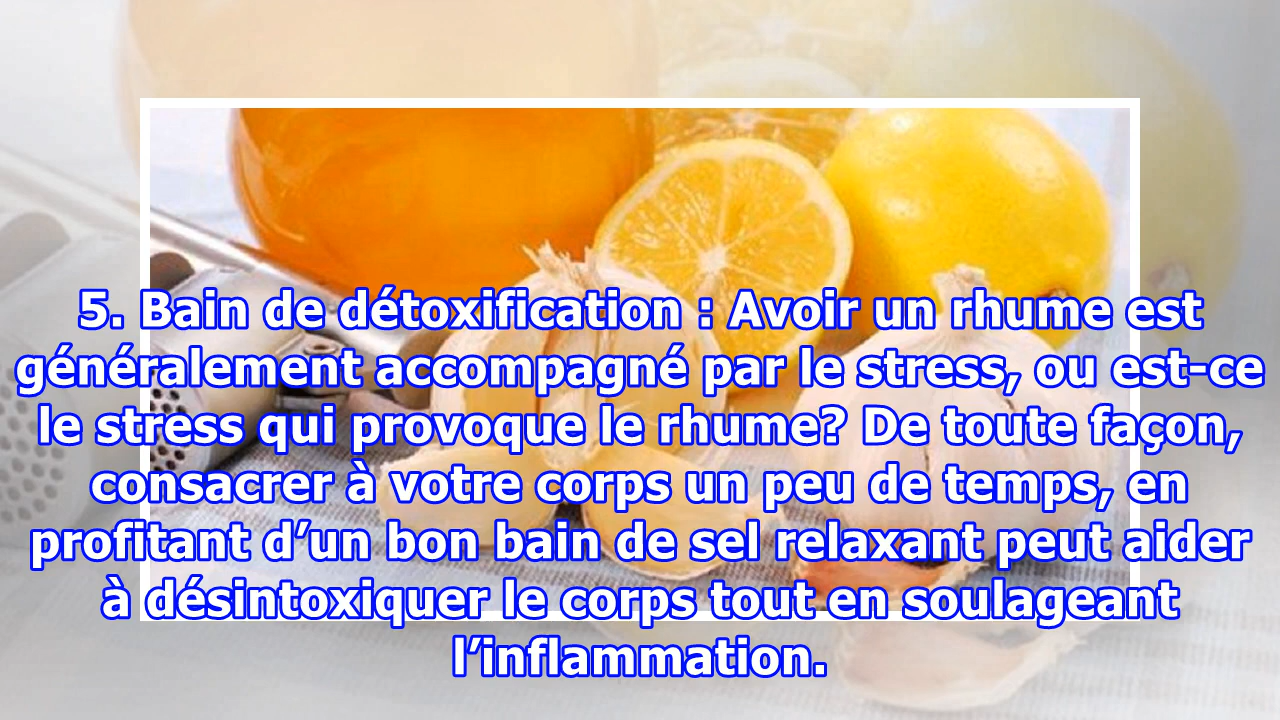 5. Bain de détoxification : Avoir un rhume est
généralement accompagné par le stress, ou est-ce
le stress qui provoque le rhume? De toute façon,
consacrer à votre corps un peu de temps, en
profitant d’un bon bain de sel relaxant peut aider
à désintoxiquer le corps tout en soulageant
l’inflammation.